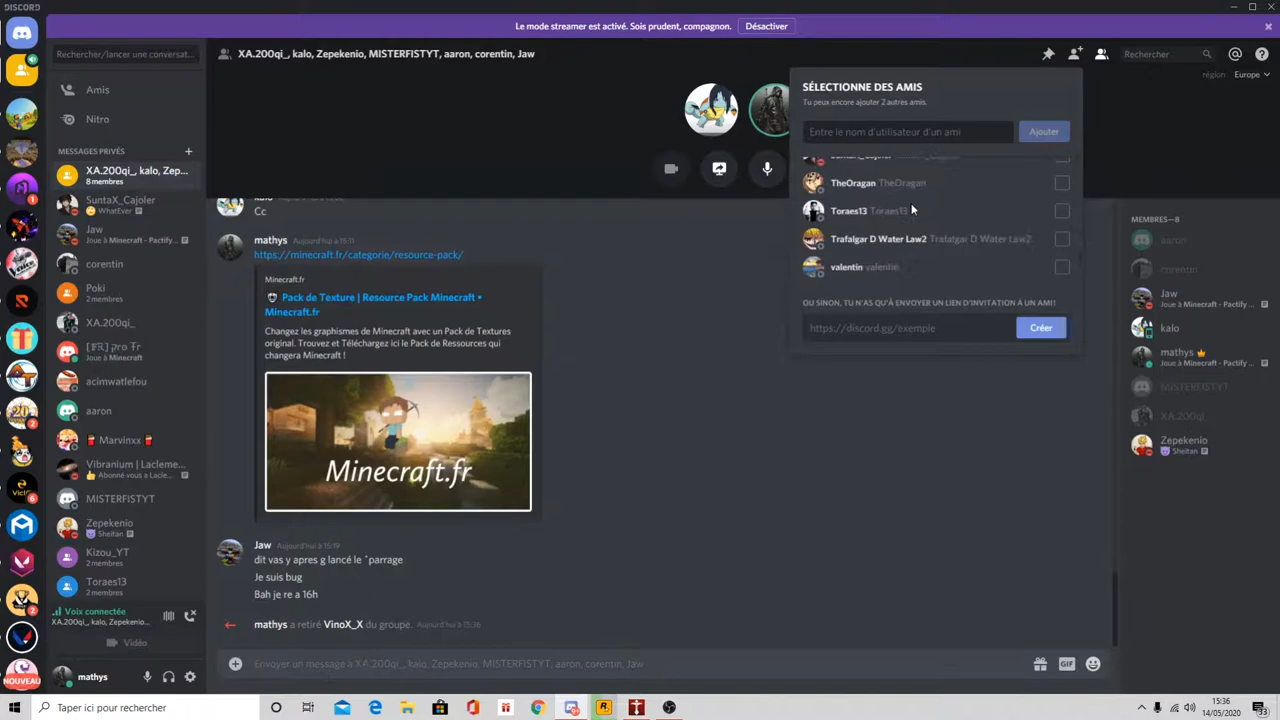 DISCORD
Le mode streamer est activé. Sois prudent, compagnon.
Désactiver
Rechercher/lancer une conversat...
XA.200qi_, kalo, Zepekenio, MISTERFISTYT, aaron, corentin, Jaw
Rechercher
région
Europe
Amis
Nitro
MESSAGES PRIVÉS
XA.200qi_, kalo, Zep...
8 membres
SuntaX_Cajoler
WhatExer
Jaw
Joue à Minecraft - Pactify...
corentin
Poki
2 membres
XA.200qi_
Joue à Minecraft
acimwatlefou
aaron
Marvinxx
Vibranium | Lacleme...
Abonné vous a Lacle...
MISTERFISTYT
Zepekenio
Sheitan
Kizou_YT
2 membres
Toraes13
2 membres
Voix connectée
XA.200qi_, kalo, Zepekenio...
Vidéo
mathys
NOUVEAU
Cc
mathys Aujourd'hui à 15:11
https://minecraft.fr/categorie/resource-pack/
Minecraft.fr
Pack de Texture | Resource Pack Minecraft •
Minecraft.fr
Changez les graphismes de Minecraft avec un Pack de Textures
original. Trouvez et Téléchargez ici le Pack de Ressources qui
changera Minecraft !
Minecraft.fr
Jaw Aujourd'hui à 15:19
dit vas y apres g lancé le ˆparrage
Je suis bug
Bah je re a 16h
mathys a retiré VinoX_X du groupe. Aujourd'hui à 15:36
Envoyer un message à XA.200qi_, kalo, Zepekenio, MISTERFISTYT, aaron, corentin, Jaw
GIF
SÉLECTIONNE DES AMIS
Tu peux encore ajouter 2 autres amis.
Entre le nom d'utilisateur d'un ami
Ajouter
TheOragan TheOragan
Toraes13 Toraes13
Trafalgar D Water Law2 Trafalgar D Water Law2
valentin valentin
OU SINON, TU N'AS QU'À ENVOYER UN LIEN D'INVITATION À UN AMI!
https://discord.gg/exemple
Créer
MEMBRES—8
aaron
corentin
Jaw
Joue à Minecraft - Pactify ...
kalo
mathys
Joue à Minecraft - Pactify ...
MISTERFISTYT
XA.200qi_
Zepekenio
Sheitan
Taper ici pour rechercher
15:36
14/05/2020